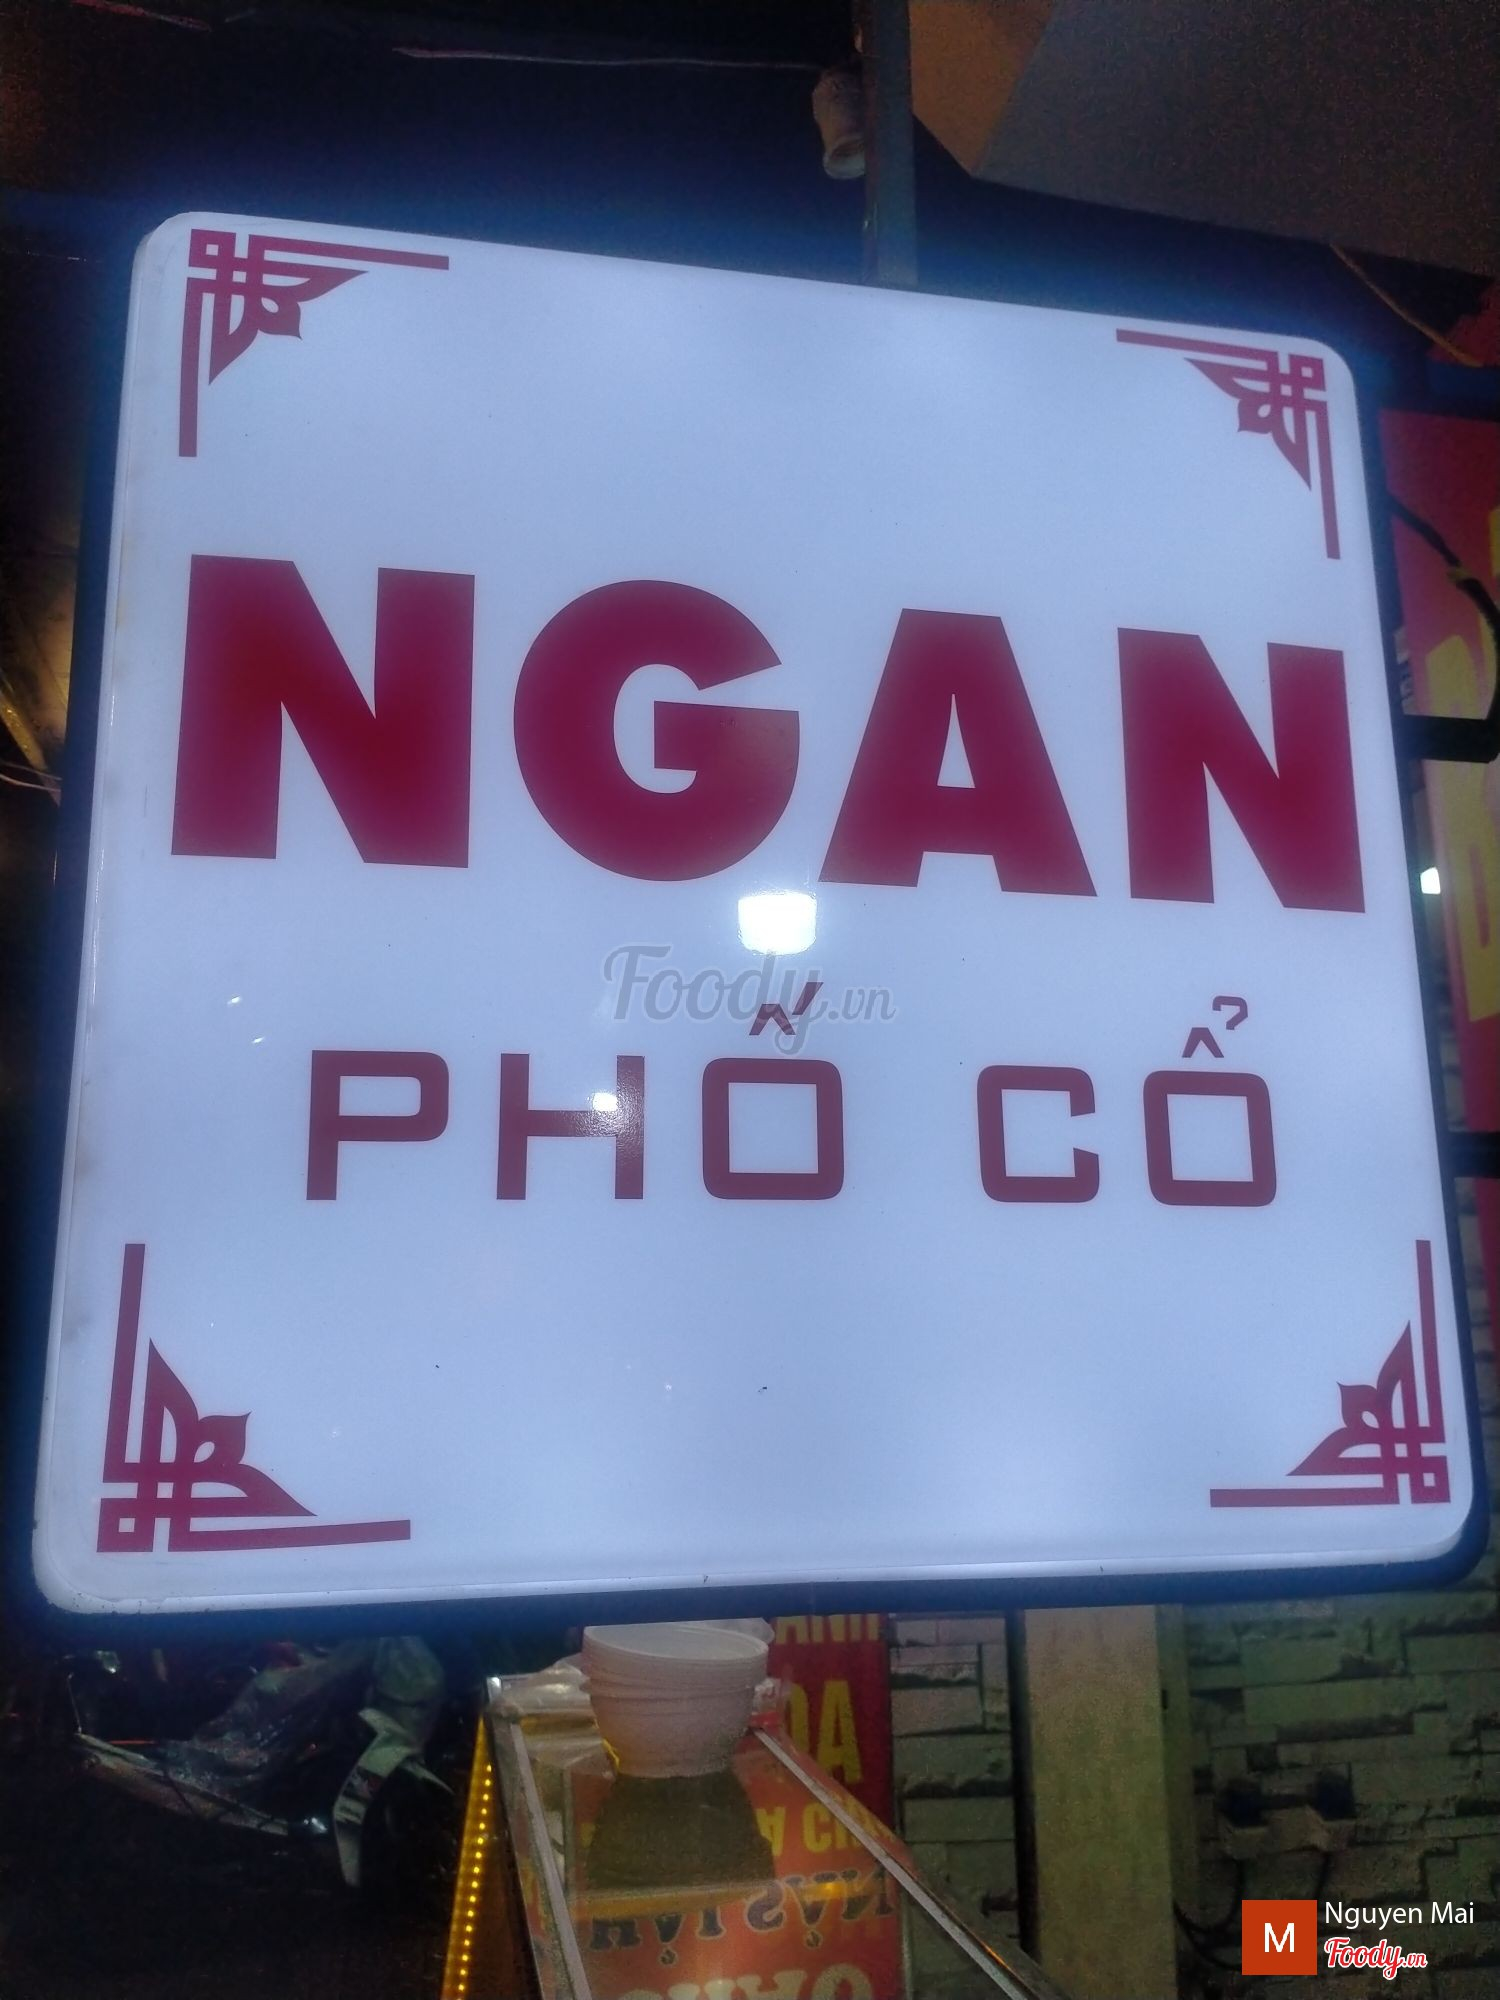 NGAN
Foody.vn
PHỐ CỔ
M
Nguyen Mai
Foody.vn